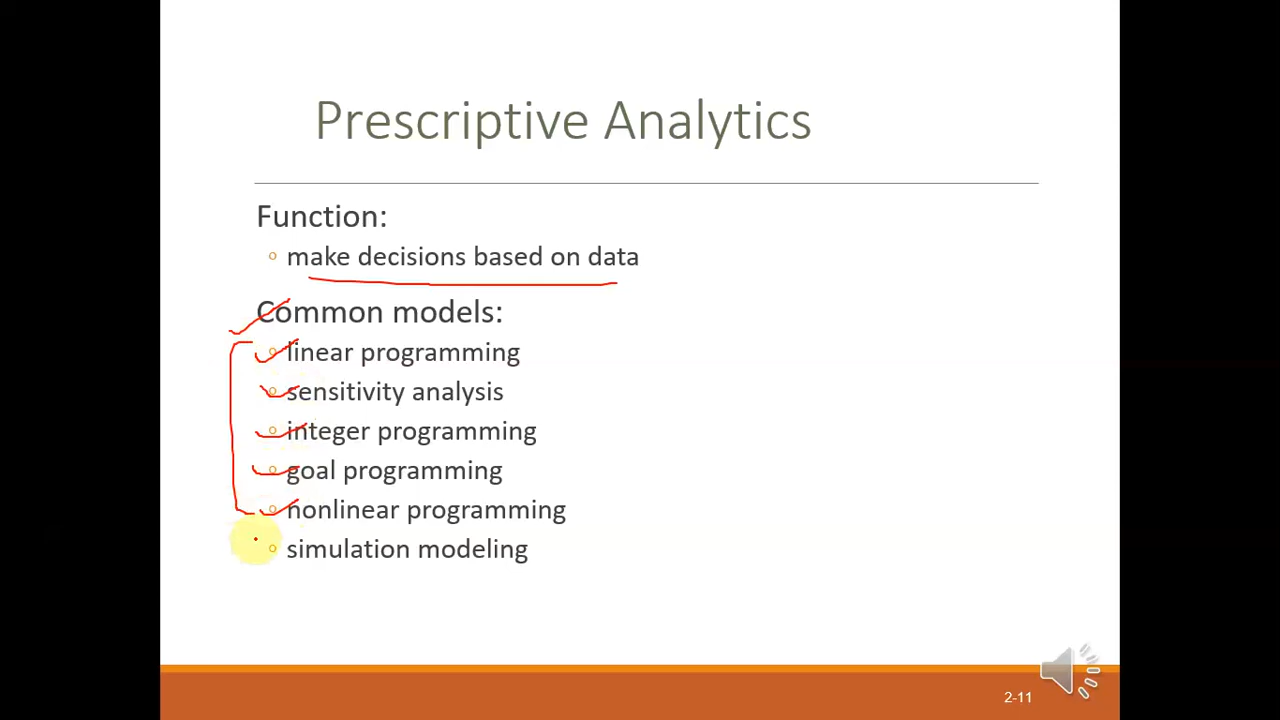 Prescriptive Analytics
Function:
make decisions based on data
Common models:
linear programming
sensitivity analysis
integer programming
goal programming
nonlinear programming
simulation modeling
2-11